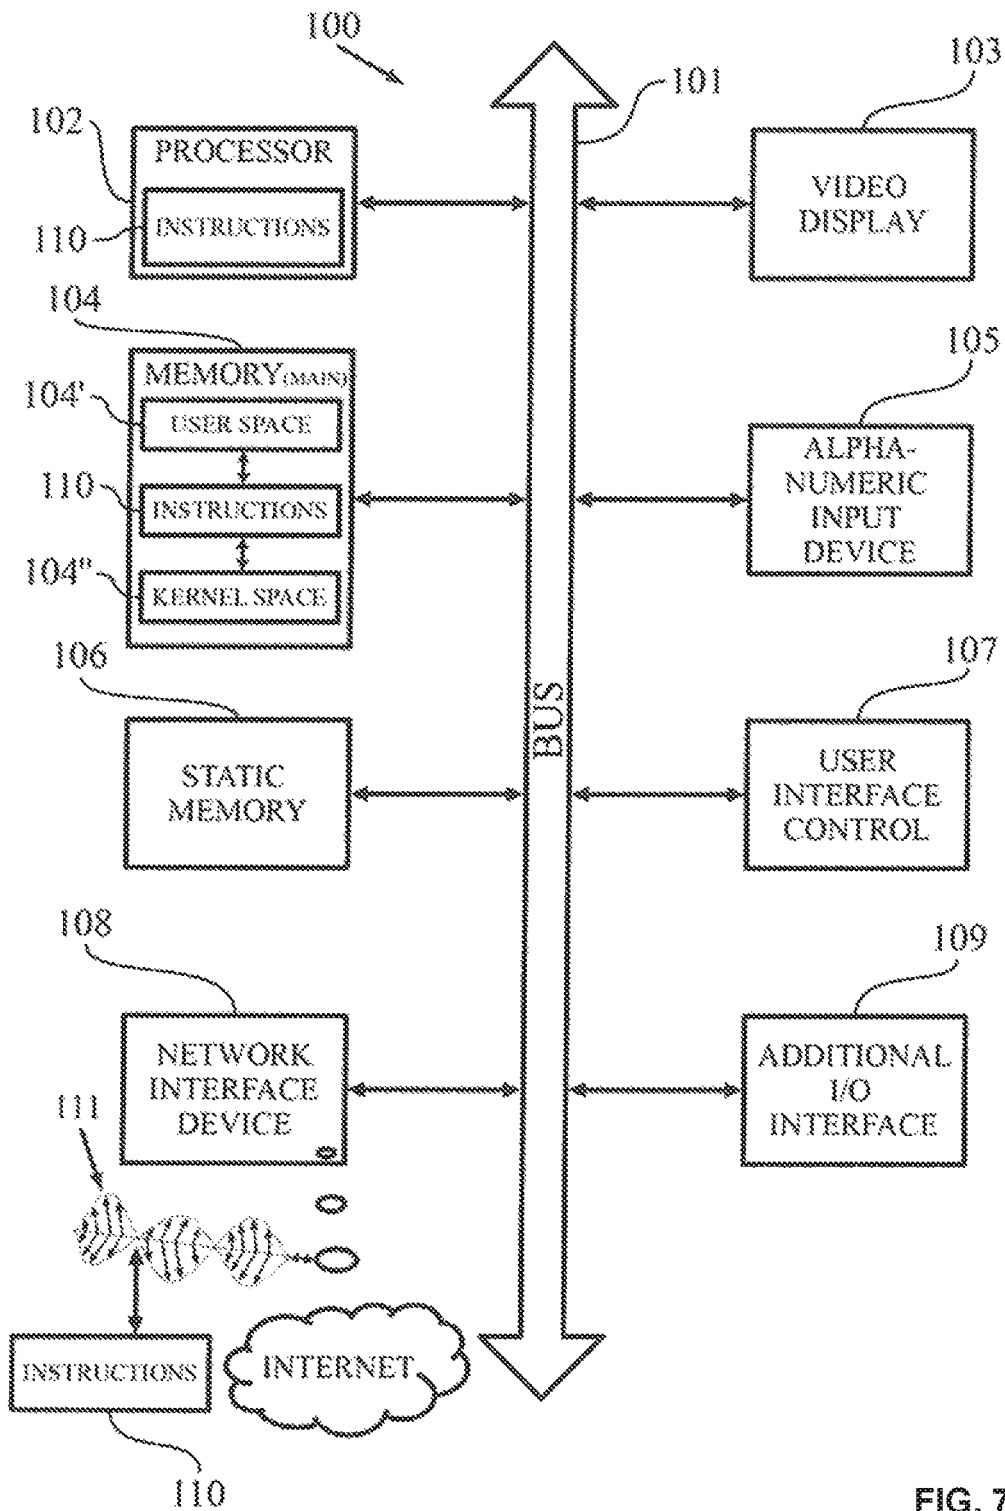 100
101
103
102
PROCESSOR
INSTRUCTIONS
110
VIDEO
DISPLAY
104
MEMORY(MAIN)
104'
USER SPACE
110
INSTRUCTIONS
104"
KERNEL SPACE
105
ALPHA-
NUMERIC
INPUT
DEVICE
106
STATIC
MEMORY
BUS
107
USER
INTERFACE
CONTROL
108
NETWORK
INTERFACE
DEVICE
109
ADDITIONAL
I/O
INTERFACE
111
INSTRUCTIONS
INTERNET
110
FIG. 7